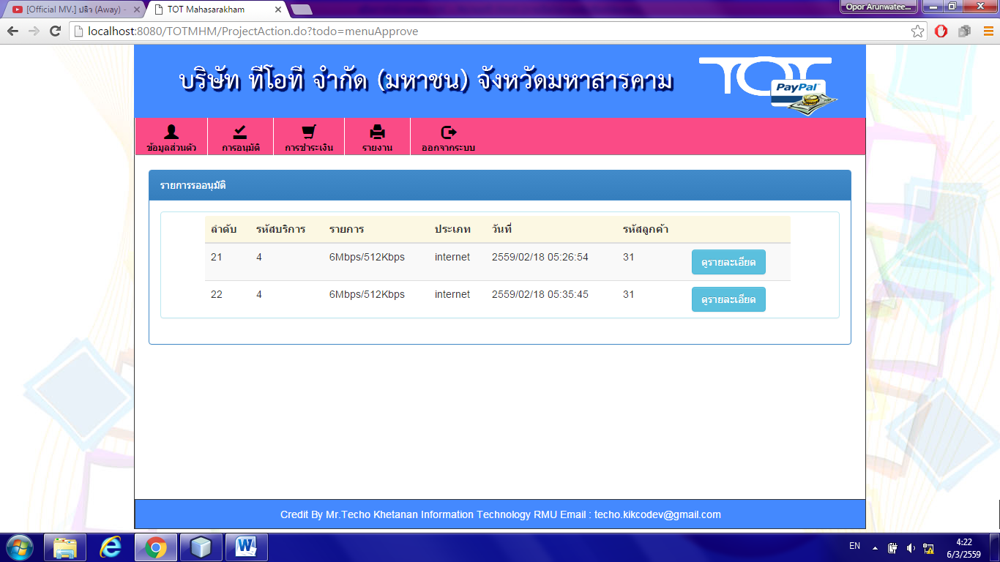 [Official MV.] ปลิว (Away) -
TOT Mahasarakham
Opor Arunwatee...
localhost:8080/TOTMHM/ProjectAction.do?todo=menuApprove
บริษัท ทีโอที จำกัด (มหาชน) จังหวัดมหาสารคาม
TOT
PayPal
ข้อมูลส่วนตัว การอนุมัติ การชำระเงิน รายงาน ออกจากระบบ
รายการรออนุมัติ
ลำดับ รหัสบริการ รายการ ประเภท วันที่ รหัสลูกค้า
21 4 6Mbps/512Kbps internet 2559/02/18 05:26:54 31 ดูรายละเอียด
22 4 6Mbps/512Kbps internet 2559/02/18 05:35:45 31 ดูรายละเอียด
Credit By Mr.Techo Khetanan Information Technology RMU Email : techo.kikcodev@gmail.com
EN
4:22
6/3/2559